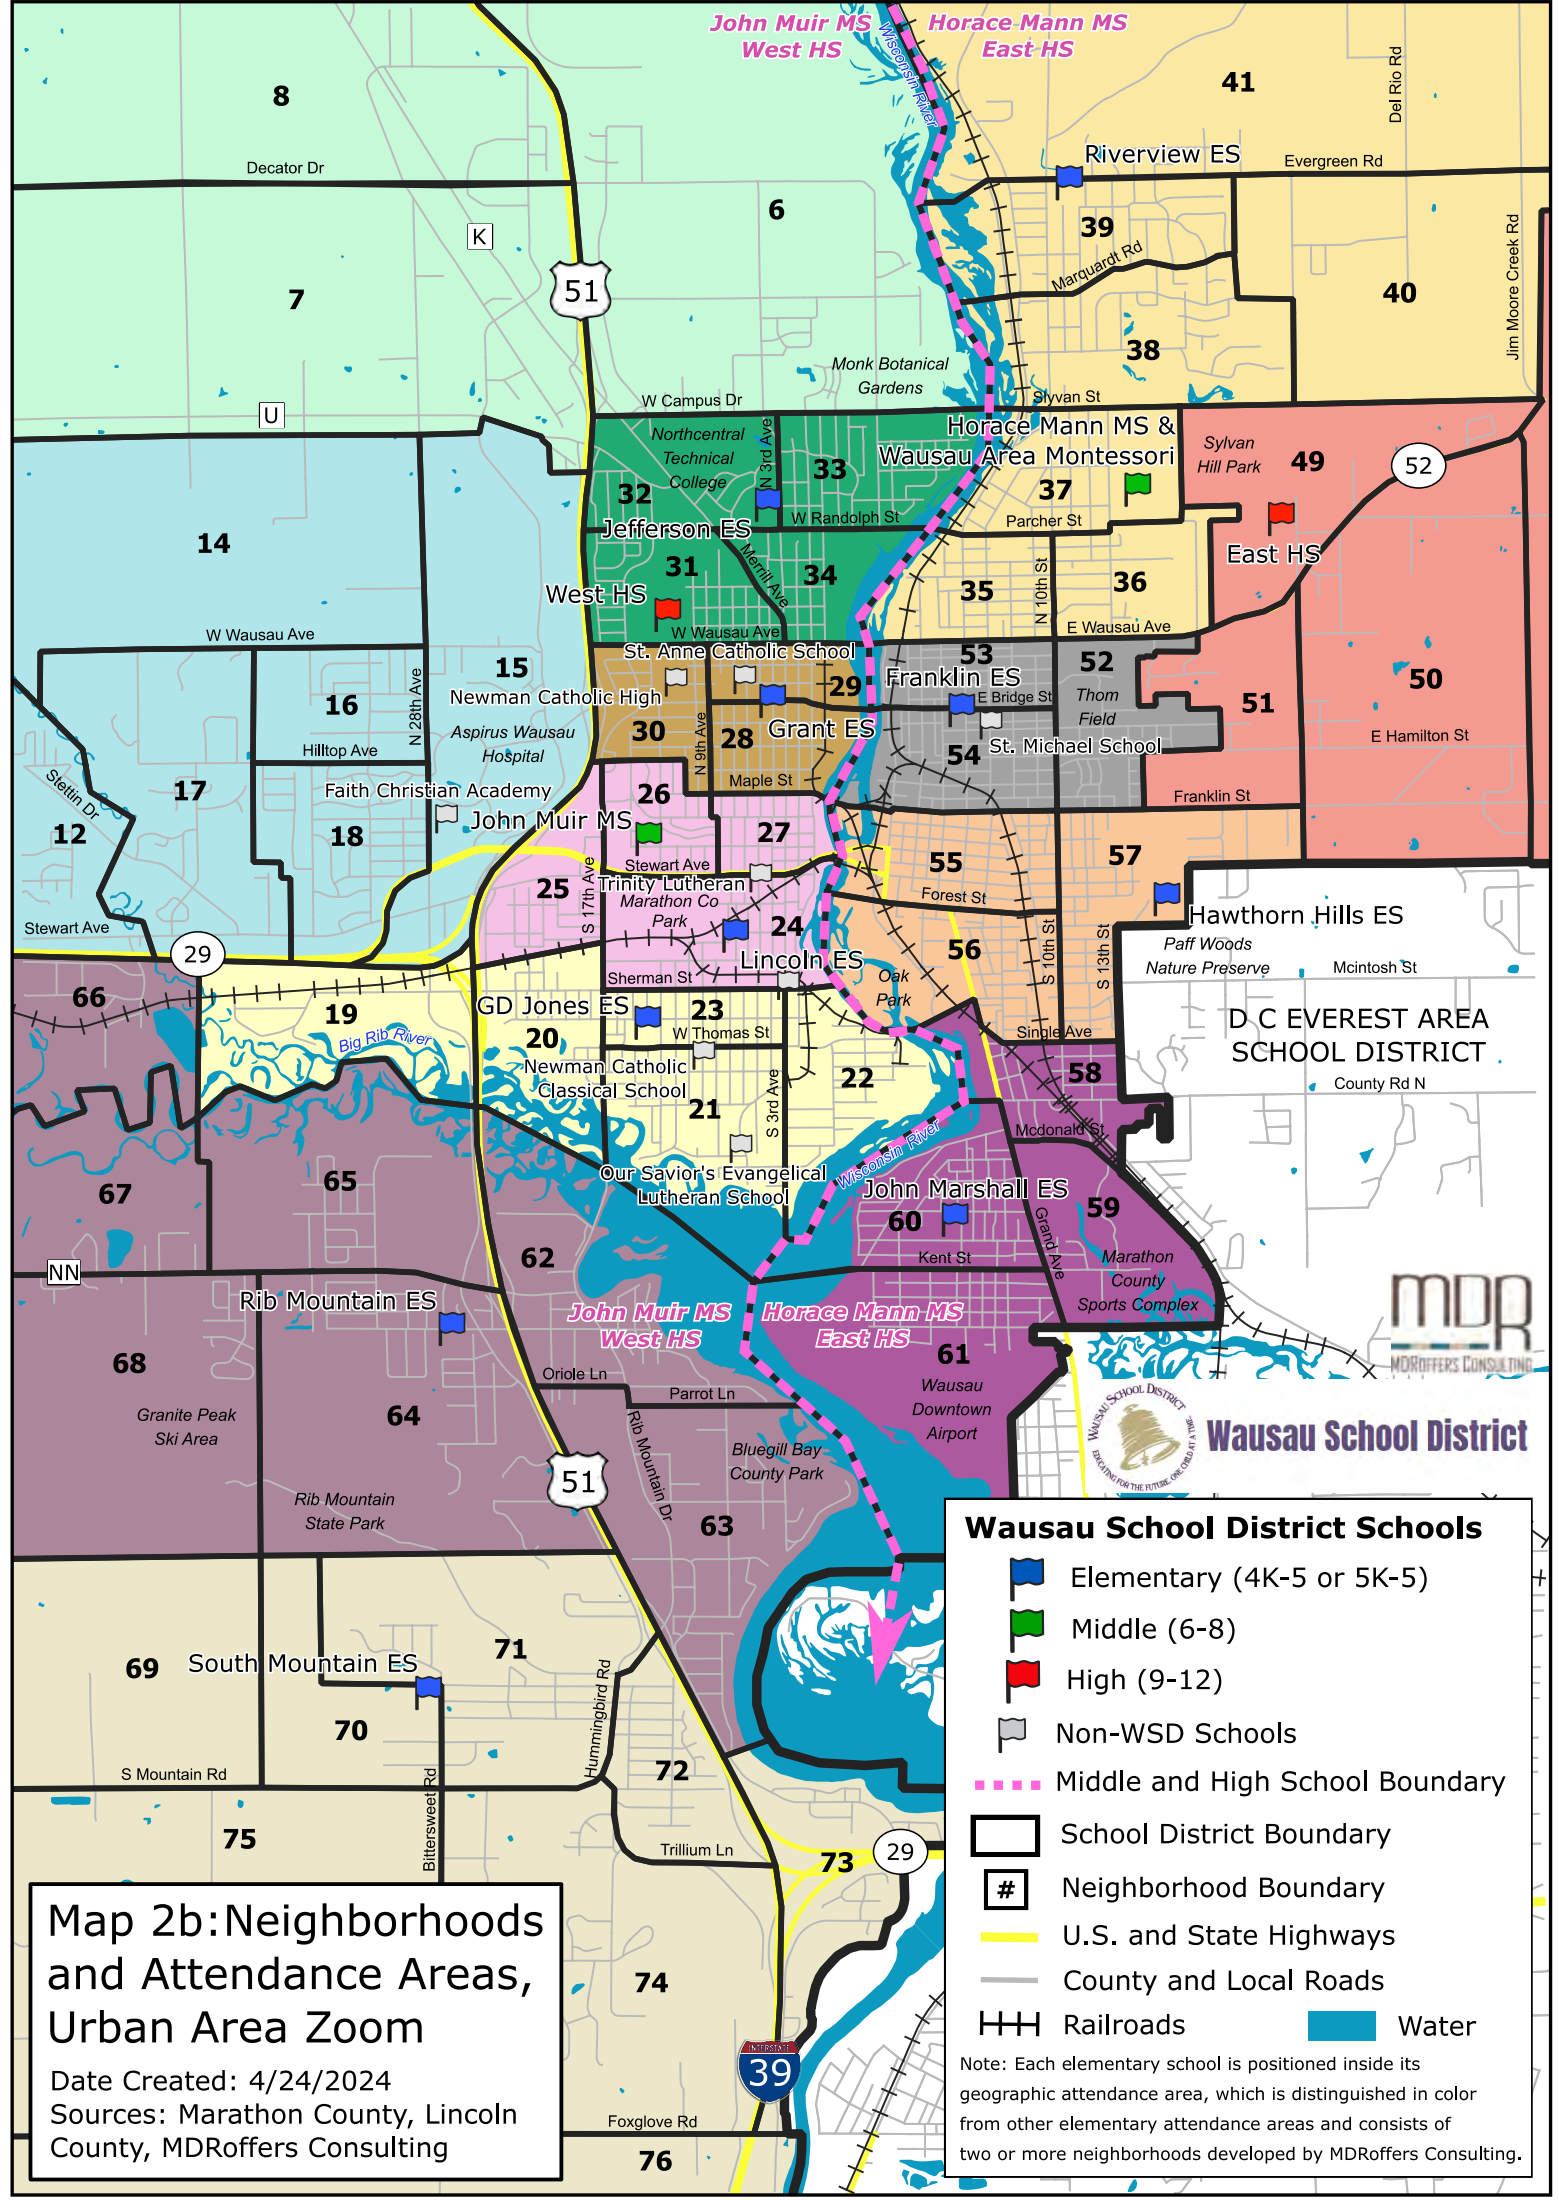 John Muir MS
West HS
Horace Mann MS
East HS
Wisconsin River
41
Del Rio Rd
8
Decator Dr
Riverview ES
Evergreen Rd
6
K
39
Marquardt Rd
Jim Moore Creek Rd
51
7
40
38
Monk Botanical
Gardens
W Campus Dr
Slyvan St
U
Northcentral
Technical
College
N 3rd Ave
33
Horace Mann MS &
Wausau Area Montessori
Sylvan
Hill Park
49
52
32
37
W Randolph St
Parcher St
Jefferson ES
East HS
14
31
Merrill Ave
34
35
N 10th St
36
West HS
W Wausau Ave
W Wausau Ave
E Wausau Ave
St. Anne Catholic School
53
52
15
Newman Catholic High
29
Franklin ES
E Bridge St
Thom
Field
50
16
N 28th Ave
51
Aspirus Wausau
Hospital
30
N 9th Ave
28
Grant ES
54
St. Michael School
E Hamilton St
Hilltop Ave
Stettin Dr
17
Maple St
Faith Christian Academy
26
Franklin St
12
18
John Muir MS
27
55
57
Stewart Ave
25
S 17th Ave
Trinity Lutheran
Marathon Co
Park
24
Forest St
Hawthorn Hills ES
Stewart Ave
29
56
S 10th St
S 13th St
Paff Woods
Nature Preserve
Mcintosh St
Lincoln ES
Sherman St
Oak
Park
66
19
GD Jones ES
23
Big Rib River
20
W Thomas St
Single Ave
D C EVEREST AREA
SCHOOL DISTRICT
Newman Catholic
Classical School
22
58
County Rd N
21
S 3rd Ave
Mcdonald St
Wisconsin River
67
65
Our Savior's Evangelical
Lutheran School
John Marshall ES
60
59
Grand Ave
Kent St
62
NN
Marathon
County
Sports Complex
Rib Mountain ES
John Muir MS
West HS
Horace Mann MS
East HS
MDR
MDROFFERS CONSULTING
68
61
Oriole Ln
Parrot Ln
Wausau
Downtown
Airport
64
Granite Peak
Ski Area
Rib Mountain Dr
Bluegill Bay
County Park
WAUSAU SCHOOL DISTRICT
EDUCATING FOR THE FUTURE, ONE CHILD AT A TIME.
Wausau School District
51
Rib Mountain
State Park
63
Wausau School District Schools
Elementary (4K-5 or 5K-5)
Middle (6-8)
High (9-12)
Non-WSD Schools
Middle and High School Boundary
School District Boundary
#
Neighborhood Boundary
U.S. and State Highways
County and Local Roads
Railroads
Water
Note: Each elementary school is positioned inside its
geographic attendance area, which is distinguished in color
from other elementary attendance areas and consists of
two or more neighborhoods developed by MDRoffers Consulting.
69
South Mountain ES
71
70
Hummingbird Rd
72
S Mountain Rd
Bittersweet Rd
75
Trillium Ln
73
29
74
INTERSTATE
39
Foxglove Rd
76
Map 2b:Neighborhoods
and Attendance Areas,
Urban Area Zoom
Date Created: 4/24/2024
Sources: Marathon County, Lincoln
County, MDRoffers Consulting